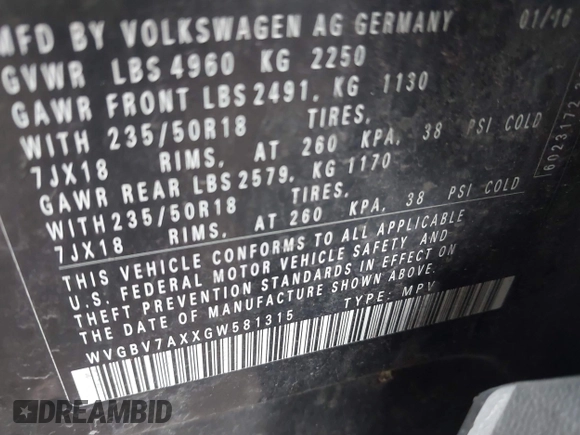 MFD BY VOLKSWAGEN AG GERMANY 01/16
GVWR LBS 4960 KG 2250
GAWR FRONT LBS 2491, KG 1130
WITH 235/50R18 TIRES,
7JX18 RIMS, AT 260 KPA, 38 PSI COLD
GAWR REAR LBS 2579, KG 1170
WITH 235/50R18 TIRES,
7JX18 RIMS, AT 260 KPA, 38 PSI COLD
THIS VEHICLE CONFORMS TO ALL APPLICABLE
U.S. FEDERAL MOTOR VEHICLE SAFETY AND
THEFT PREVENTION STANDARDS IN EFFECT ON
THE DATE OF MANUFACTURE SHOWN ABOVE.
WVGBV7AXXGW581315 TYPE: MPV
DREAMBID